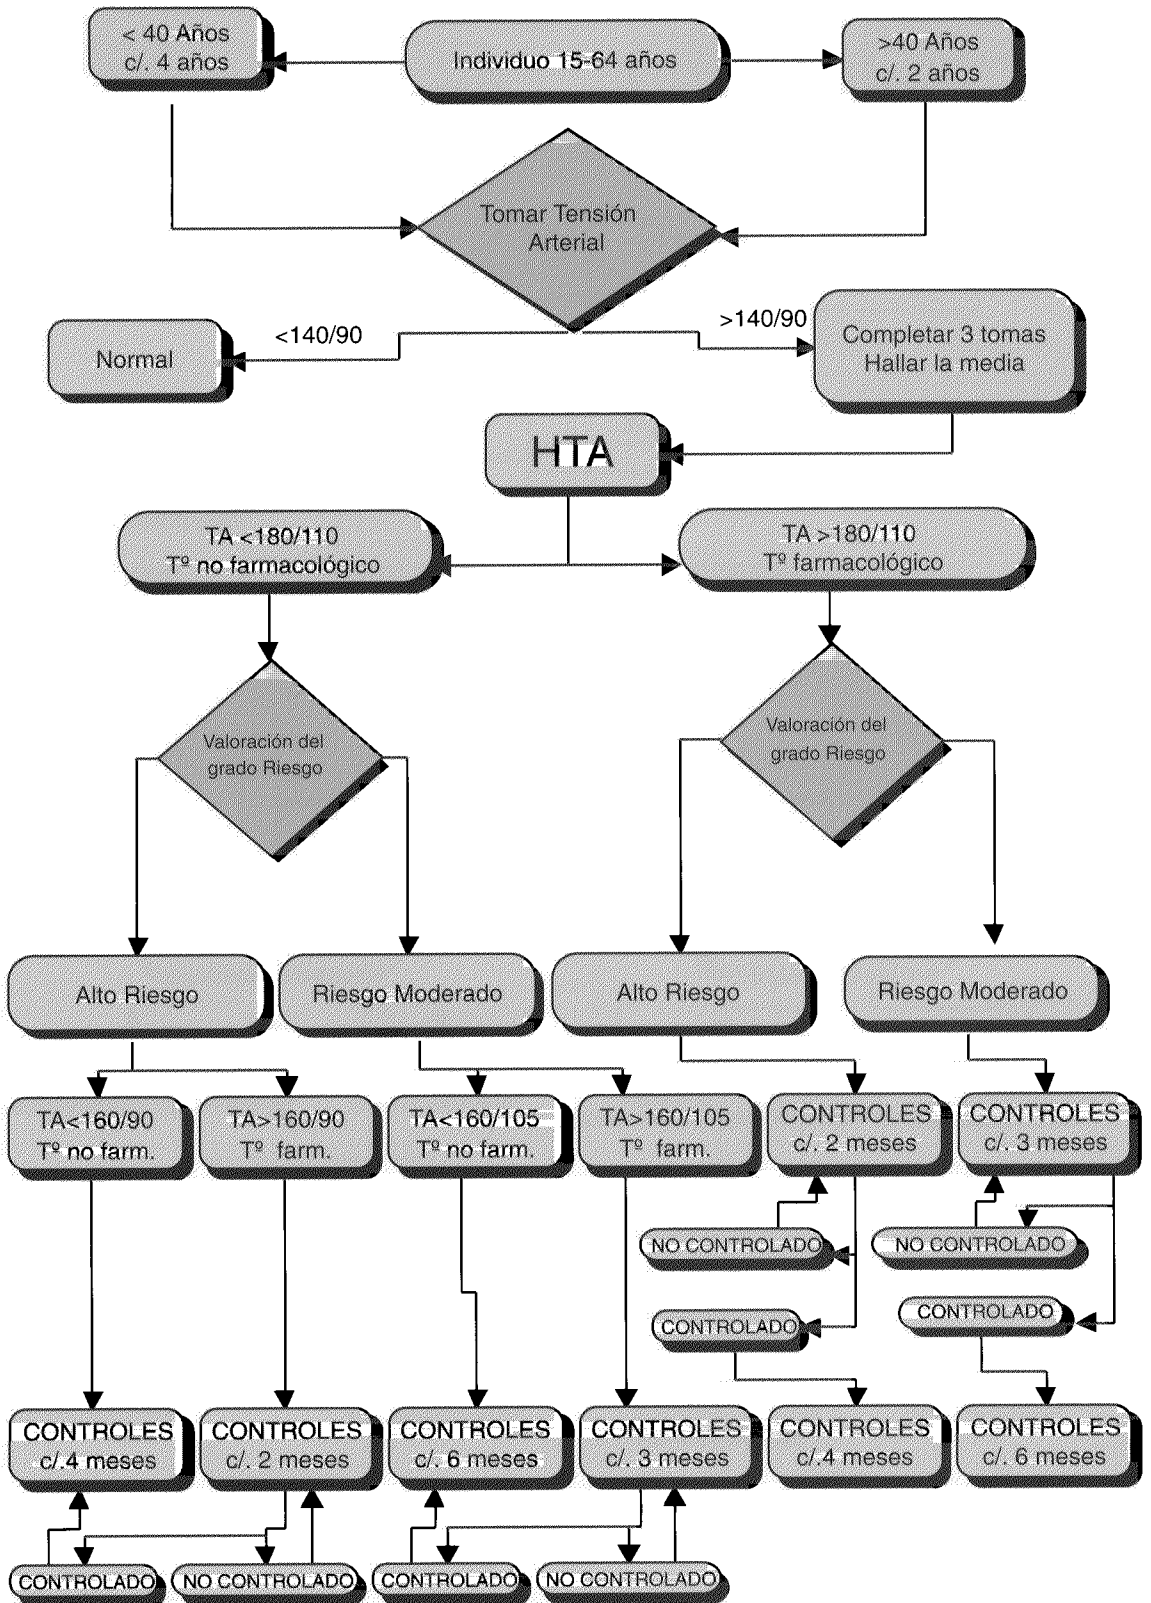 < 40 Años
c/. 4 años
Individuo 15-64 años
>40 Años
c/. 2 años
Tomar Tensión
Arterial
<140/90
>140/90
Normal
Completar 3 tomas
Hallar la media
HTA
TA <180/110
Tº no farmacológico
TA >180/110
Tº farmacológico
Valoración del
grado Riesgo
Valoración del
grado Riesgo
Alto Riesgo
Riesgo Moderado
Alto Riesgo
Riesgo Moderado
TA<160/90
Tº no farm.
TA>160/90
Tº farm.
TA<160/105
Tº no farm.
TA>160/105
Tº farm.
CONTROLES
c/. 2 meses
CONTROLES
c/. 3 meses
NO CONTROLADO
NO CONTROLADO
CONTROLADO
CONTROLADO
CONTROLES
c/.4 meses
CONTROLES
c/. 2 meses
CONTROLES
c/. 6 meses
CONTROLES
c/. 3 meses
CONTROLES
c/.4 meses
CONTROLES
c/. 6 meses
CONTROLADO
NO CONTROLADO
CONTROLADO
NO CONTROLADO